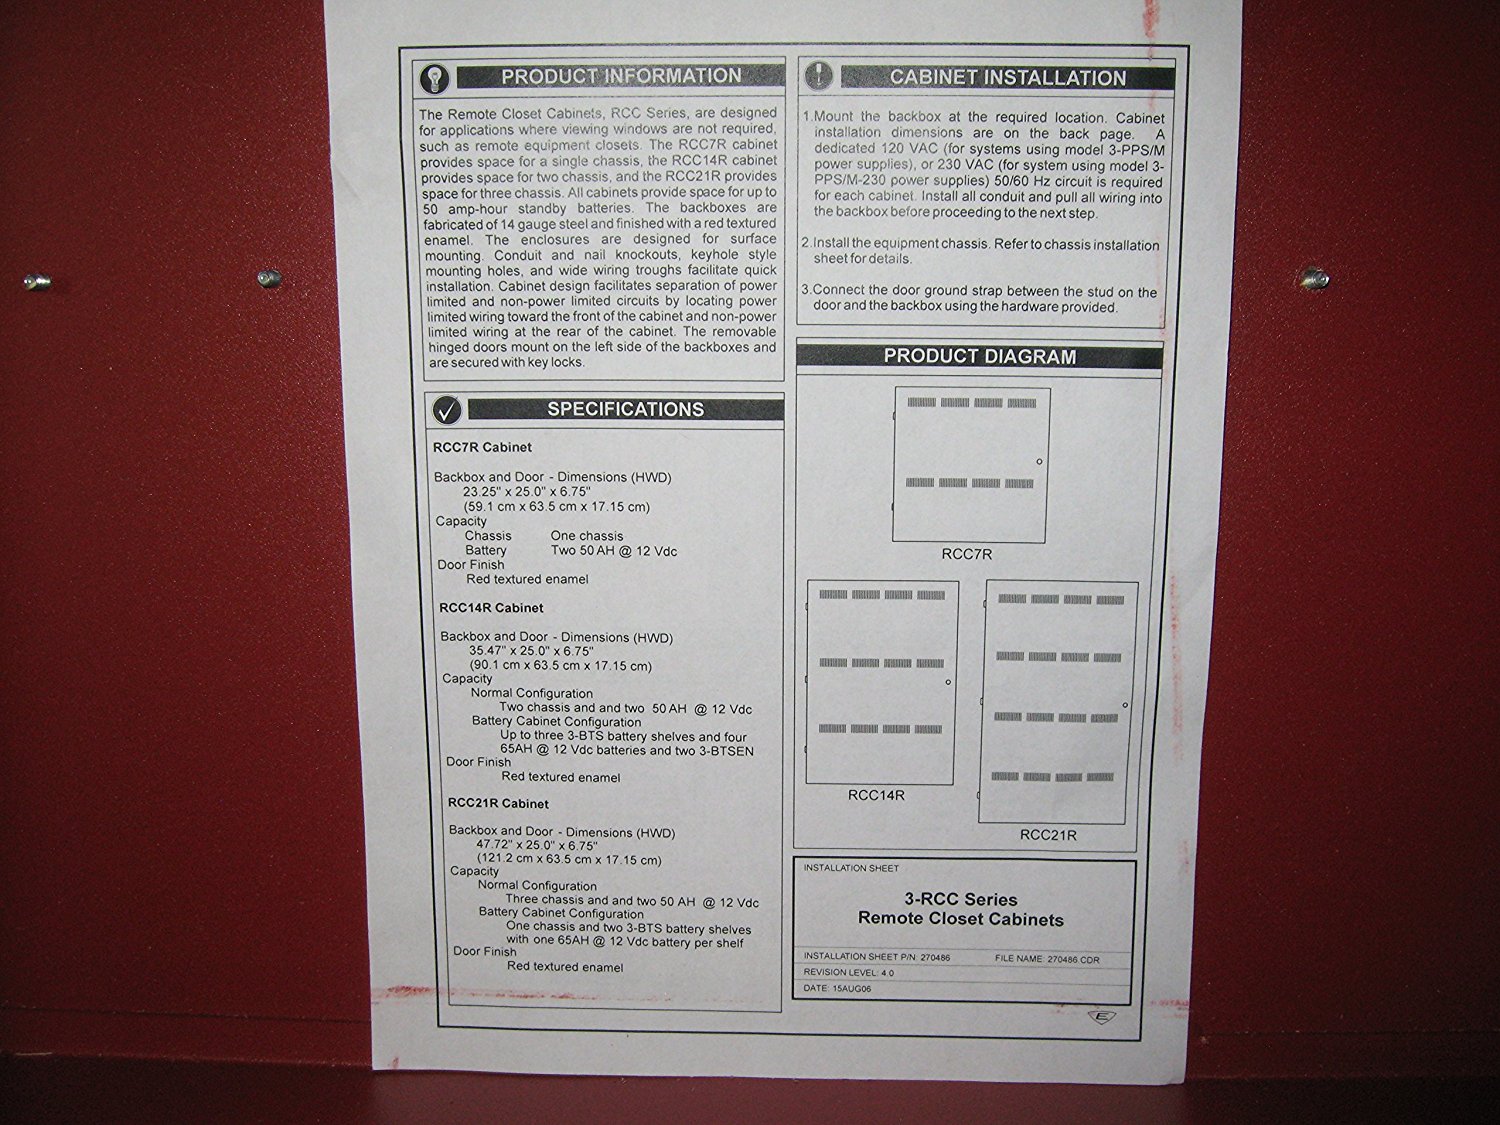 PRODUCT INFORMATION
The Remote Closet Cabinets, RCC Series, are designed
for applications where viewing windows are not required,
such as remote equipment closets. The RCC7R cabinet
provides space for a single chassis, the RCC14R cabinet
provides space for two chassis, and the RCC21R provides
space for three chassis. All cabinets provide space for up to
50 amp-hour standby batteries. The backboxes are
fabricated of 14 gauge steel and finished with a red textured
enamel. The enclosures are designed for surface
mounting. Conduit and nail knockouts, keyhole style
mounting holes, and wide wiring troughs facilitate quick
installation. Cabinet design facilitates separation of power
limited and non-power limited circuits by locating power
limited wiring toward the front of the cabinet and non-power
limited wiring at the rear of the cabinet. The removable
hinged doors mount on the left side of the backboxes and
are secured with key locks.
SPECIFICATIONS
RCC7R Cabinet
Backbox and Door - Dimensions (HWD)
23.25" x 25.0" x 6.75"
(59.1 cm x 63.5 cm x 17.15 cm)
Capacity
Chassis One chassis
Battery Two 50 AH @ 12 Vdc
Door Finish
Red textured enamel
RCC14R Cabinet
Backbox and Door - Dimensions (HWD)
35.47" x 25.0" x 6.75"
(90.1 cm x 63.5 cm x 17.15 cm)
Capacity
Normal Configuration
Two chassis and and two 50 AH @ 12 Vdc
Battery Cabinet Configuration
Up to three 3-BTS battery shelves and four
65AH @ 12 Vdc batteries and two 3-BTSEN
Door Finish
Red textured enamel
RCC21R Cabinet
Backbox and Door - Dimensions (HWD)
47.72" x 25.0" x 6.75"
(121.2 cm x 63.5 cm x 17.15 cm)
Capacity
Normal Configuration
Three chassis and and two 50 AH @ 12 Vdc
Battery Cabinet Configuration
One chassis and two 3-BTS battery shelves
with one 65AH @ 12 Vdc battery per shelf
Door Finish
Red textured enamel
CABINET INSTALLATION
1.Mount the backbox at the required location. Cabinet
installation dimensions are on the back page. A
dedicated 120 VAC (for systems using model 3-PPS/M
power supplies), or 230 VAC (for system using model 3-
PPS/M-230 power supplies) 50/60 Hz circuit is required
for each cabinet. Install all conduit and pull all wiring into
the backbox before proceeding to the next step.
2.Install the equipment chassis. Refer to chassis installation
sheet for details.
3.Connect the door ground strap between the stud on the
door and the backbox using the hardware provided.
PRODUCT DIAGRAM
RCC7R
RCC14R
RCC21R
INSTALLATION SHEET
3-RCC Series
Remote Closet Cabinets
INSTALLATION SHEET P/N: 270486 FILE NAME: 270486.CDR
REVISION LEVEL: 4.0
DATE: 15AUG06
E